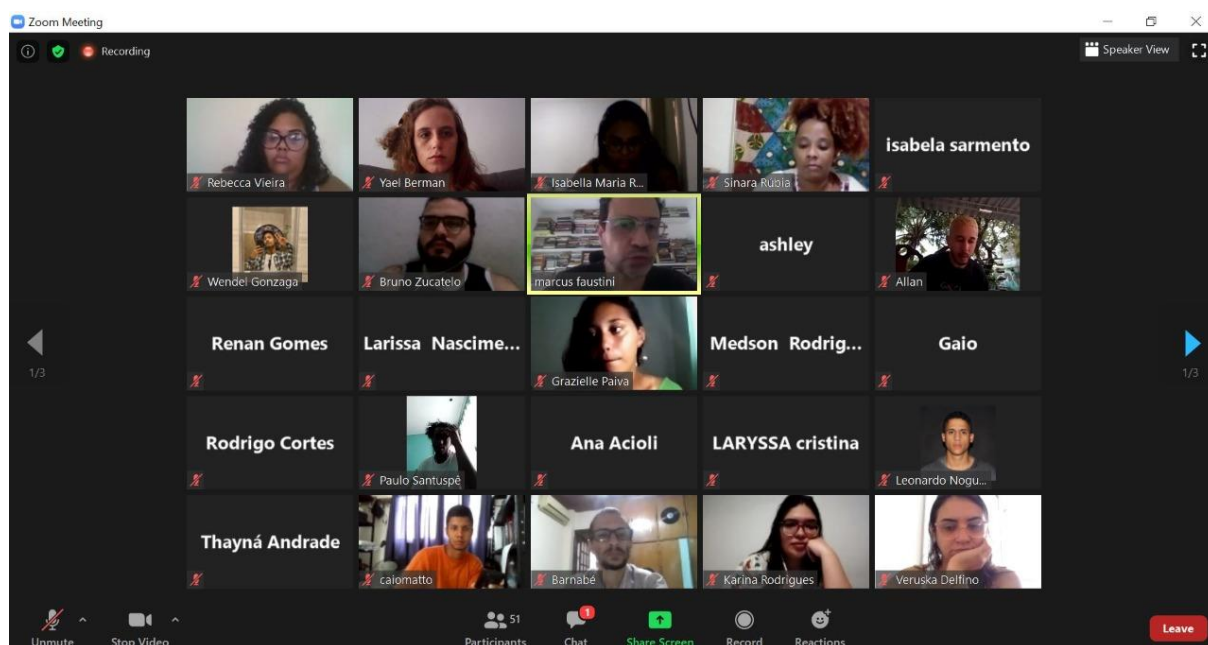 Zoom Meeting
Recording
Speaker View
Rebecca Vieira
Yael Berman
Isabella Maria R...
Sinara Rúbia
isabela sarmento
Wendel Gonzaga
Bruno Zucatelo
marcus faustini
ashley
Allan
Renan Gomes
Larissa Nascime...
Grazielle Paiva
Medson Rodrig...
Gaio
1/3
1/3
Rodrigo Cortes
Paulo Santuspê
Ana Acioli
LARYSSA cristina
Leonardo Nogu...
Thayná Andrade
caiomatto
Barnabé
Karina Rodrigues
Veruska Delfino
51
1
Unmute
Stop Video
Participants
Chat
Share Screen
Record
Reactions
Leave